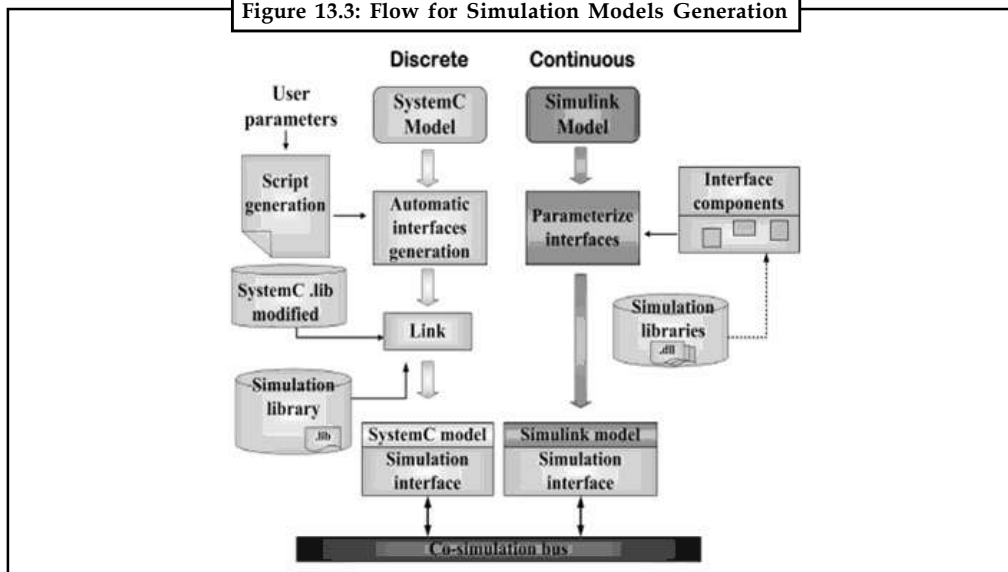 Figure 13.3: Flow for Simulation Models Generation
Discrete
Continuous
User
parameters
SystemC
Model
Simulink
Model
Script
generation
Automatic
interfaces
generation
Parameterize
interfaces
Interface
components
SystemC .lib
modified
Link
Simulation
libraries
.dll
Simulation
library
.lib
SystemC model
Simulation
interface
Simulink model
Simulation
interface
Co-simulation bus